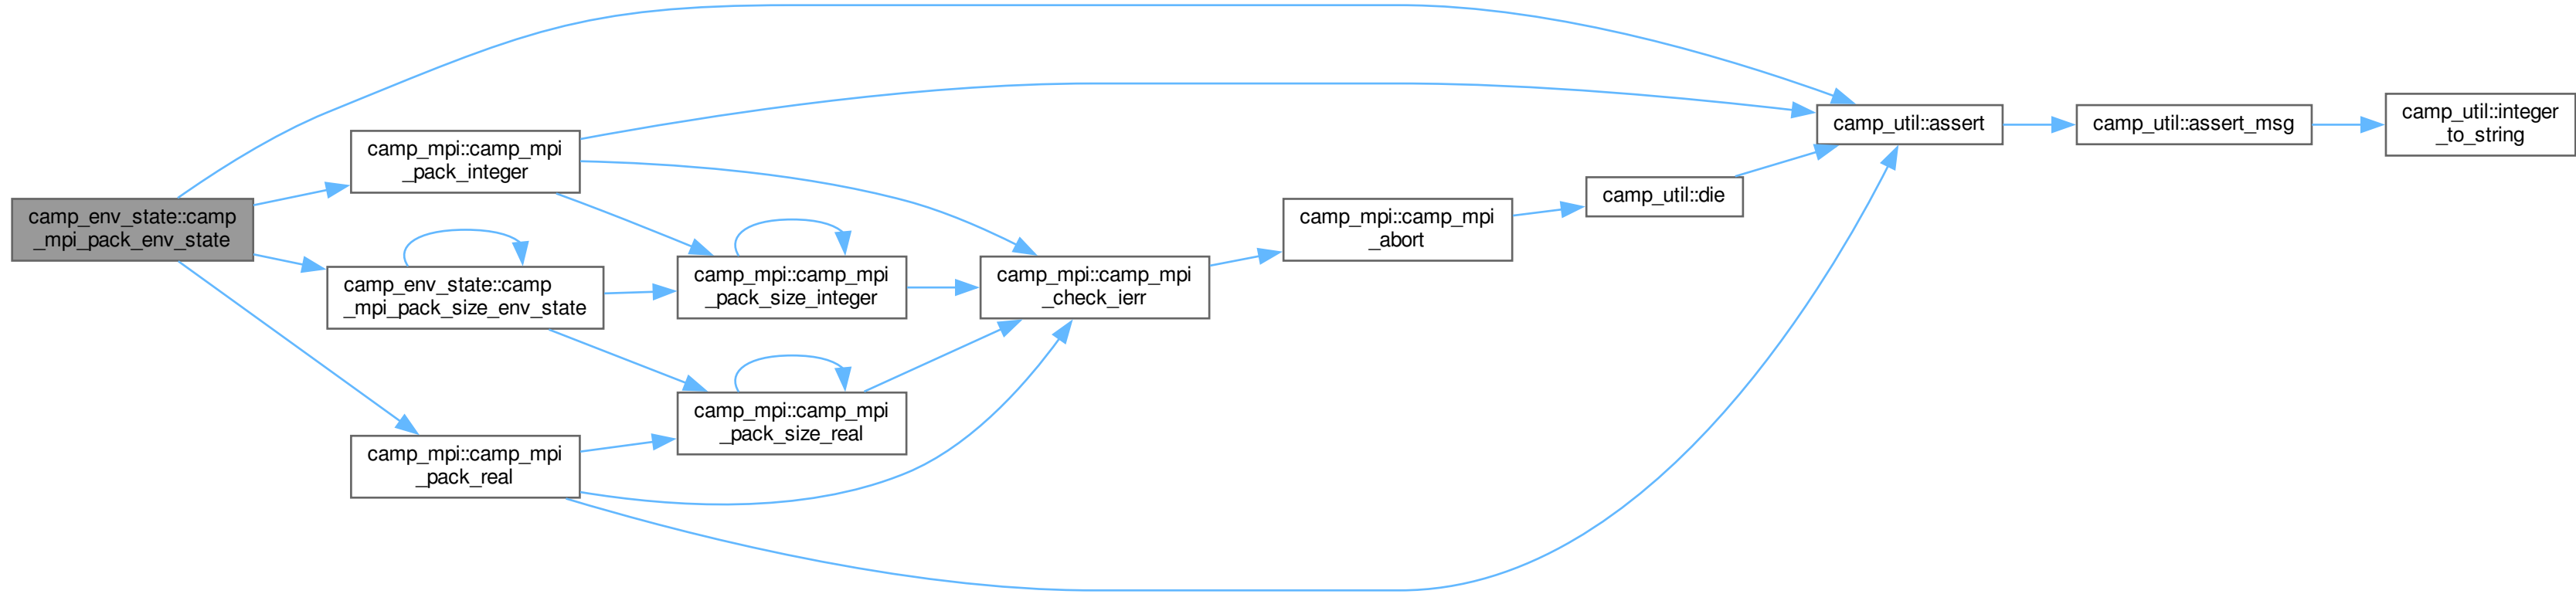 camp_env_state::camp
_mpi_pack_env_state
camp_mpi::camp_mpi
_pack_integer
camp_env_state::camp
_mpi_pack_size_env_state
camp_mpi::camp_mpi
_pack_real
camp_mpi::camp_mpi
_pack_size_integer
camp_mpi::camp_mpi
_pack_size_real
camp_mpi::camp_mpi
_check_ierr
camp_mpi::camp_mpi
_abort
camp_util::die
camp_util::assert
camp_util::assert_msg
camp_util::integer
_to_string